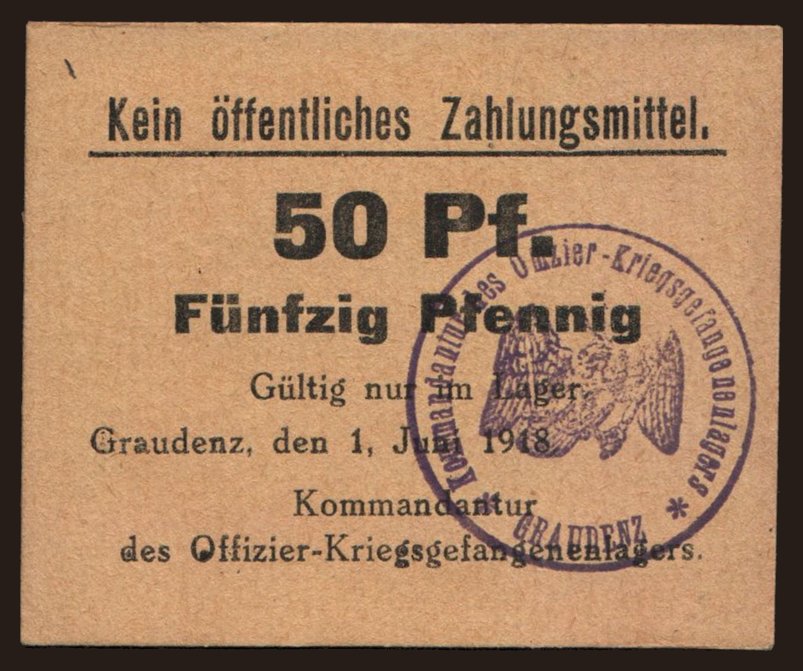 Kein öffentliches Zahlungsmittel.
50 Pf.
Fünfzig Pfennig
Gültig nur im Lager.
Graudenz, den 1, Juni 1918.
Kommandantur
des Offizier-Kriegsgefangenenlagers.
Kommandantur des Offizier-Kriegsgefangenenlagers
* GRAUDENZ *